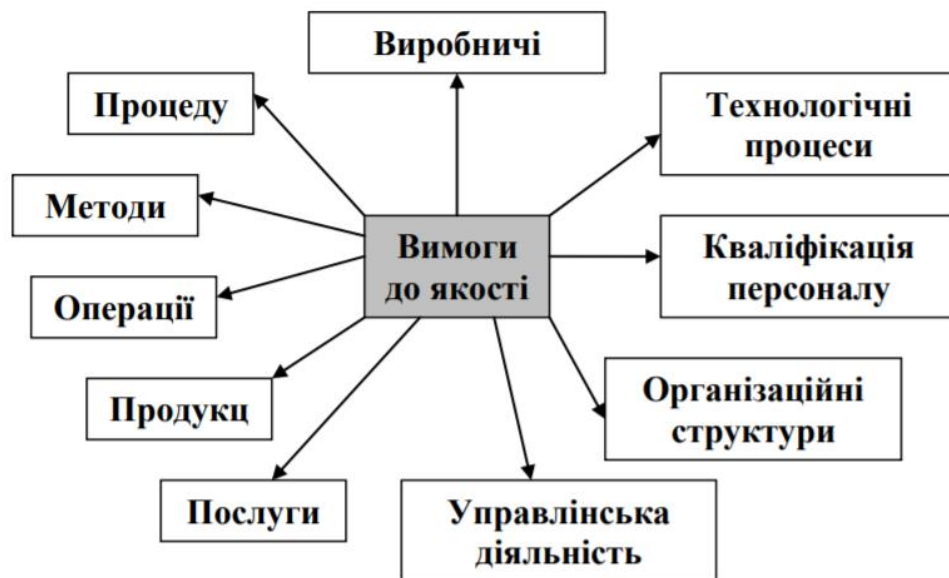 Виробничі
Процеду
Технологічні
процеси
Методи
Вимоги
до якості
Кваліфікація
персоналу
Операції
Продукц
Організаційні
структури
Послуги
Управлінська
діяльність